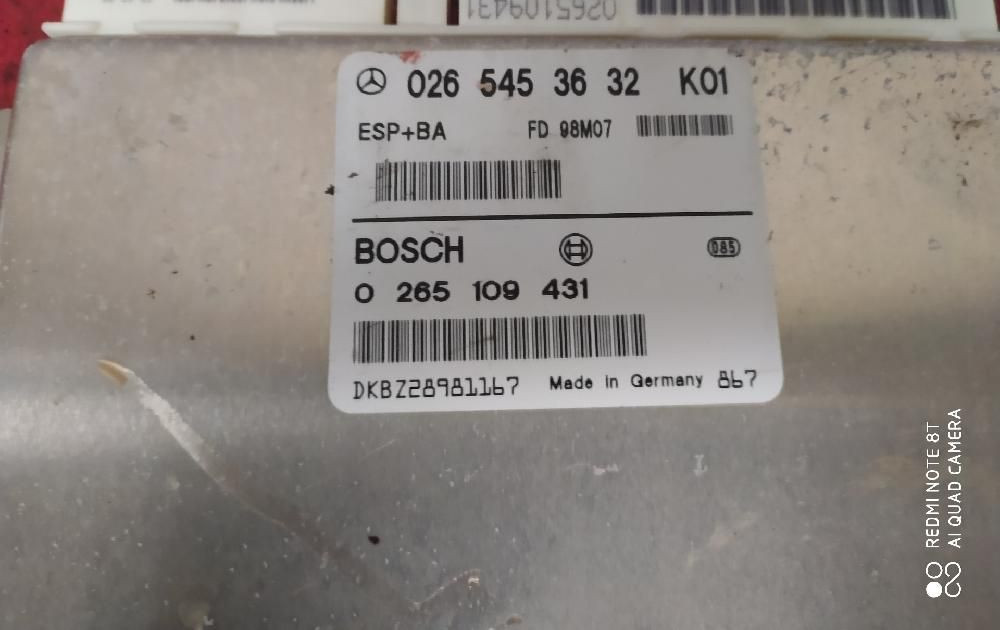 0265109431
026 545 36 32 K01
ESP+BA FD 98M07
BOSCH 085
0 265 109 431
DKBZ28981167 Made in Germany 867
REDMI NOTE 8T
AI QUAD CAMERA